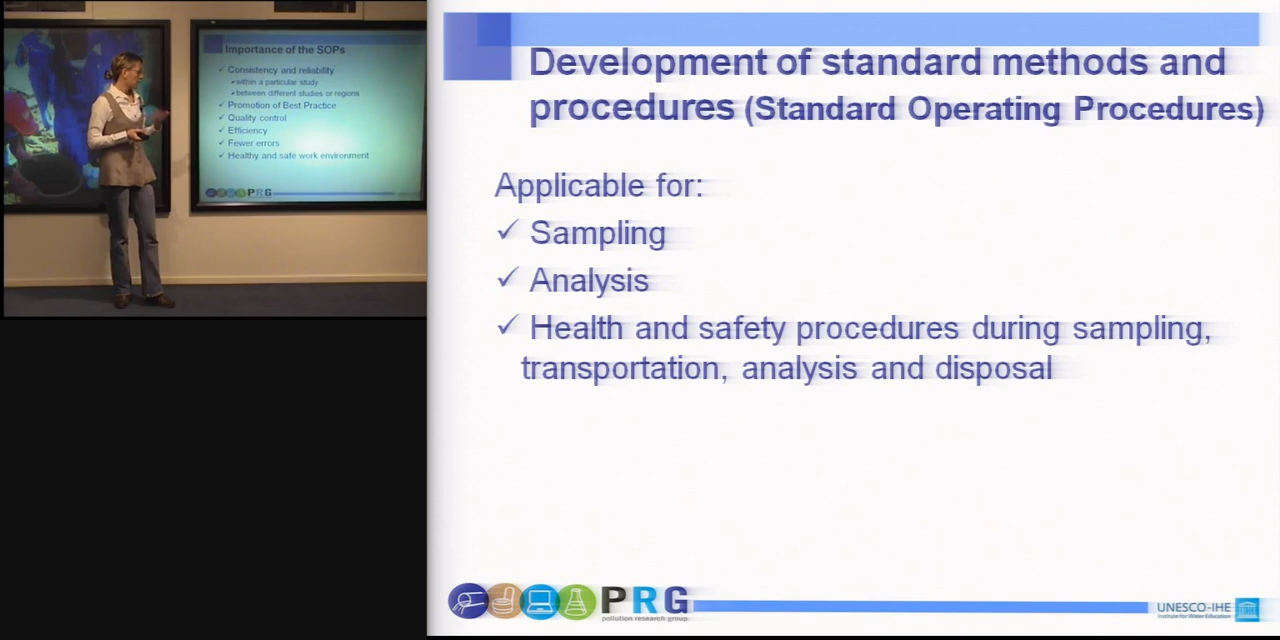 Importance of the SOPs
✓ Consistency and reliability
within a particular study
between different studies or regions
✓ Promotion of Best Practice
✓ Quality control
✓ Efficiency
✓ Fewer errors
✓ Healthy and safe work environment
PRG
Development of standard methods and
procedures (Standard Operating Procedures)
Applicable for:
✓ Sampling
✓ Analysis
✓ Health and safety procedures during sampling,
transportation, analysis and disposal
PRG
pollution research group
UNESCO-IHE
Institute for Water Education